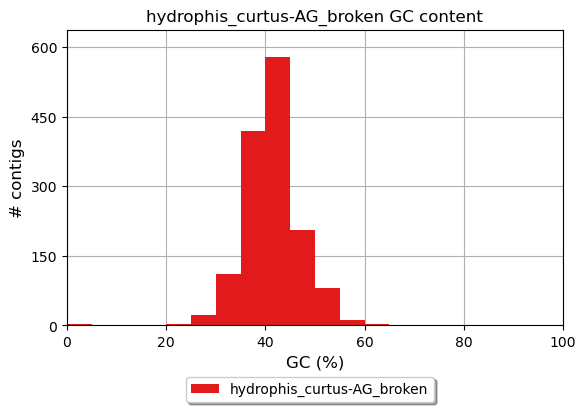 hydrophis_curtus-AG_broken GC content
600
450
300
150
0
# contigs
0 20 40 60 80 100
GC (%)
hydrophis_curtus-AG_broken